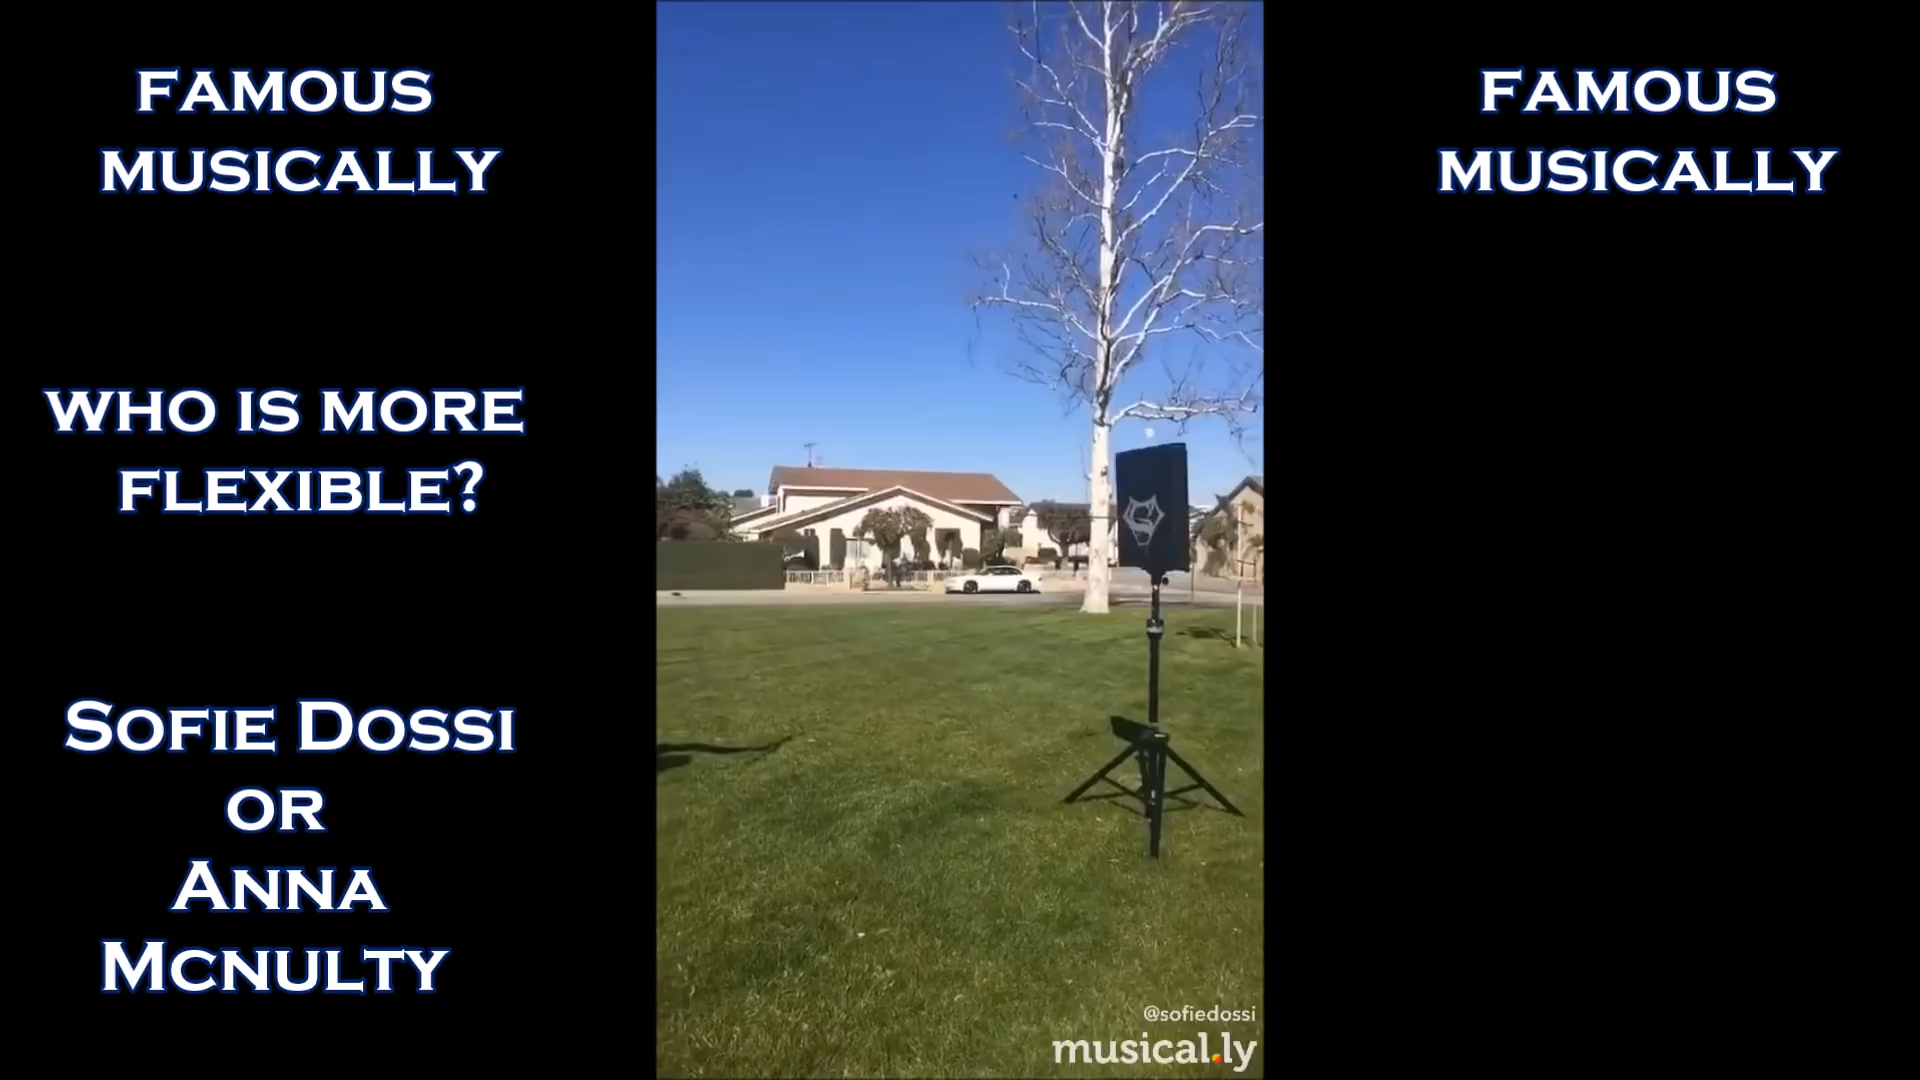 FAMOUS
MUSICALLY
WHO IS MORE
FLEXIBLE?
SOFIE DOSSI
OR
ANNA
MCNULTY
FAMOUS
MUSICALLY
@sofiedossi
musical.ly